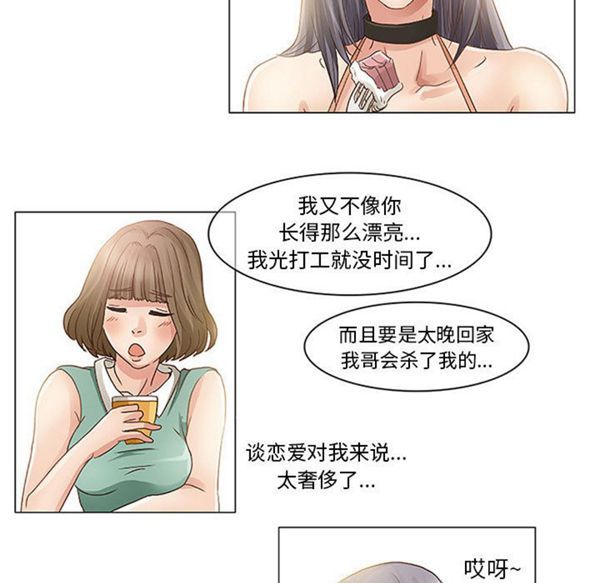 我又不像你
长得那么漂亮...
我光打工就没时间了...
而且要是太晚回家
我哥会杀了我的...
谈恋爱对我来说...
太奢侈了...
哎呀~